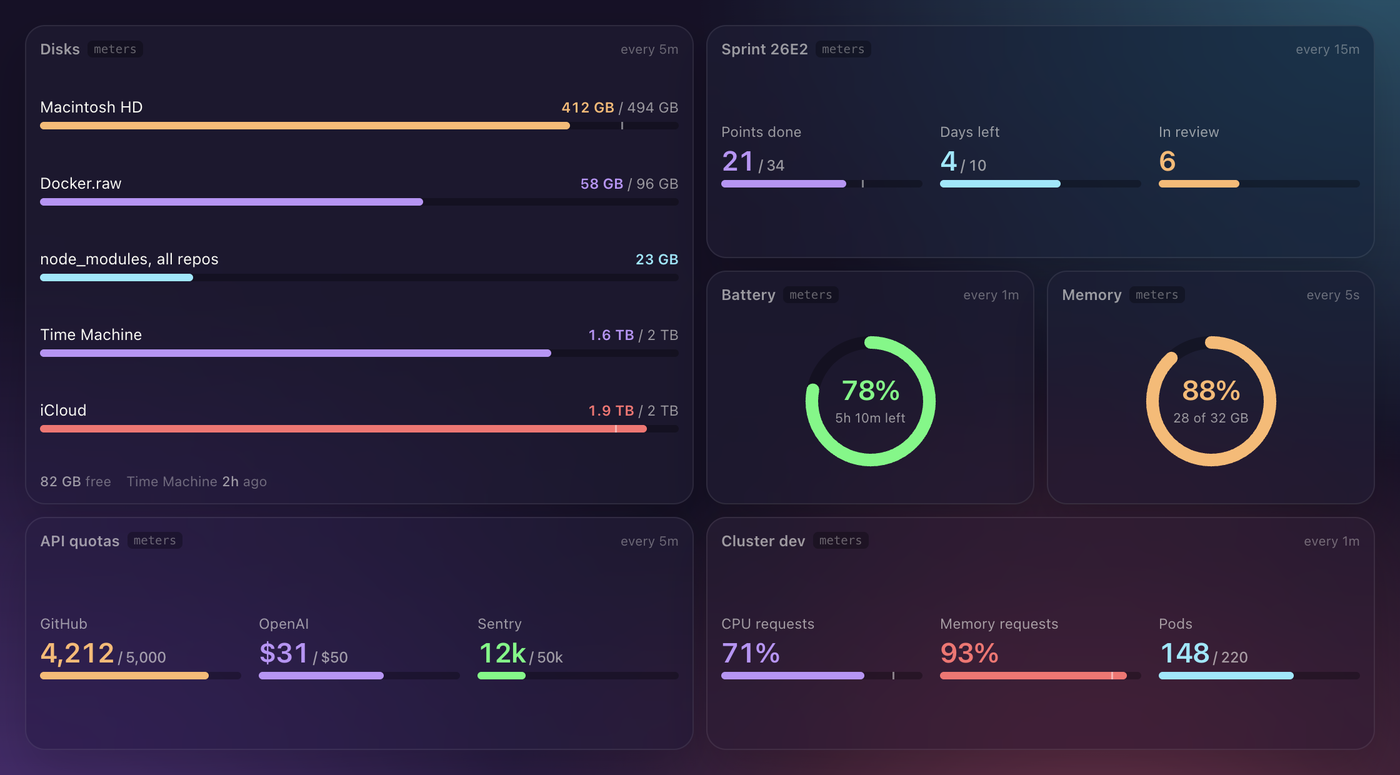 Disks meters every 5m
Macintosh HD 412 GB / 494 GB
Docker.raw 58 GB / 96 GB
node_modules, all repos 23 GB
Time Machine 1.6 TB / 2 TB
iCloud 1.9 TB / 2 TB
82 GB free Time Machine 2h ago
Sprint 26E2 meters every 15m
Points done Days left In review
21 / 34 4 / 10 6
Battery meters every 1m
78%
5h 10m left
Memory meters every 5s
88%
28 of 32 GB
API quotas meters every 5m
GitHub OpenAI Sentry
4,212 / 5,000 $31 / $50 12k / 50k
Cluster dev meters every 1m
CPU requests Memory requests Pods
71% 93% 148 / 220